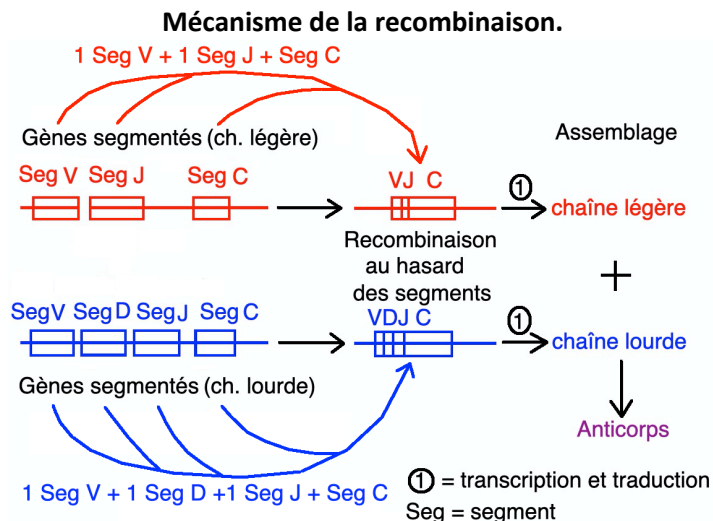 Mécanisme de la recombinaison.
1 Seg V + 1 Seg J + Seg C
Gènes segmentés (ch. légère)
Assemblage
Seg V Seg J Seg C
VJ C
1
chaîne légère
Recombinaison
au hasard
des segments
+
SegV Seg D SegJ Seg C
VDJ C
1
chaîne lourde
Gènes segmentés (ch. lourde)
Anticorps
1 Seg V + 1 Seg D +1 Seg J + Seg C
1 = transcription et traduction
Seg = segment